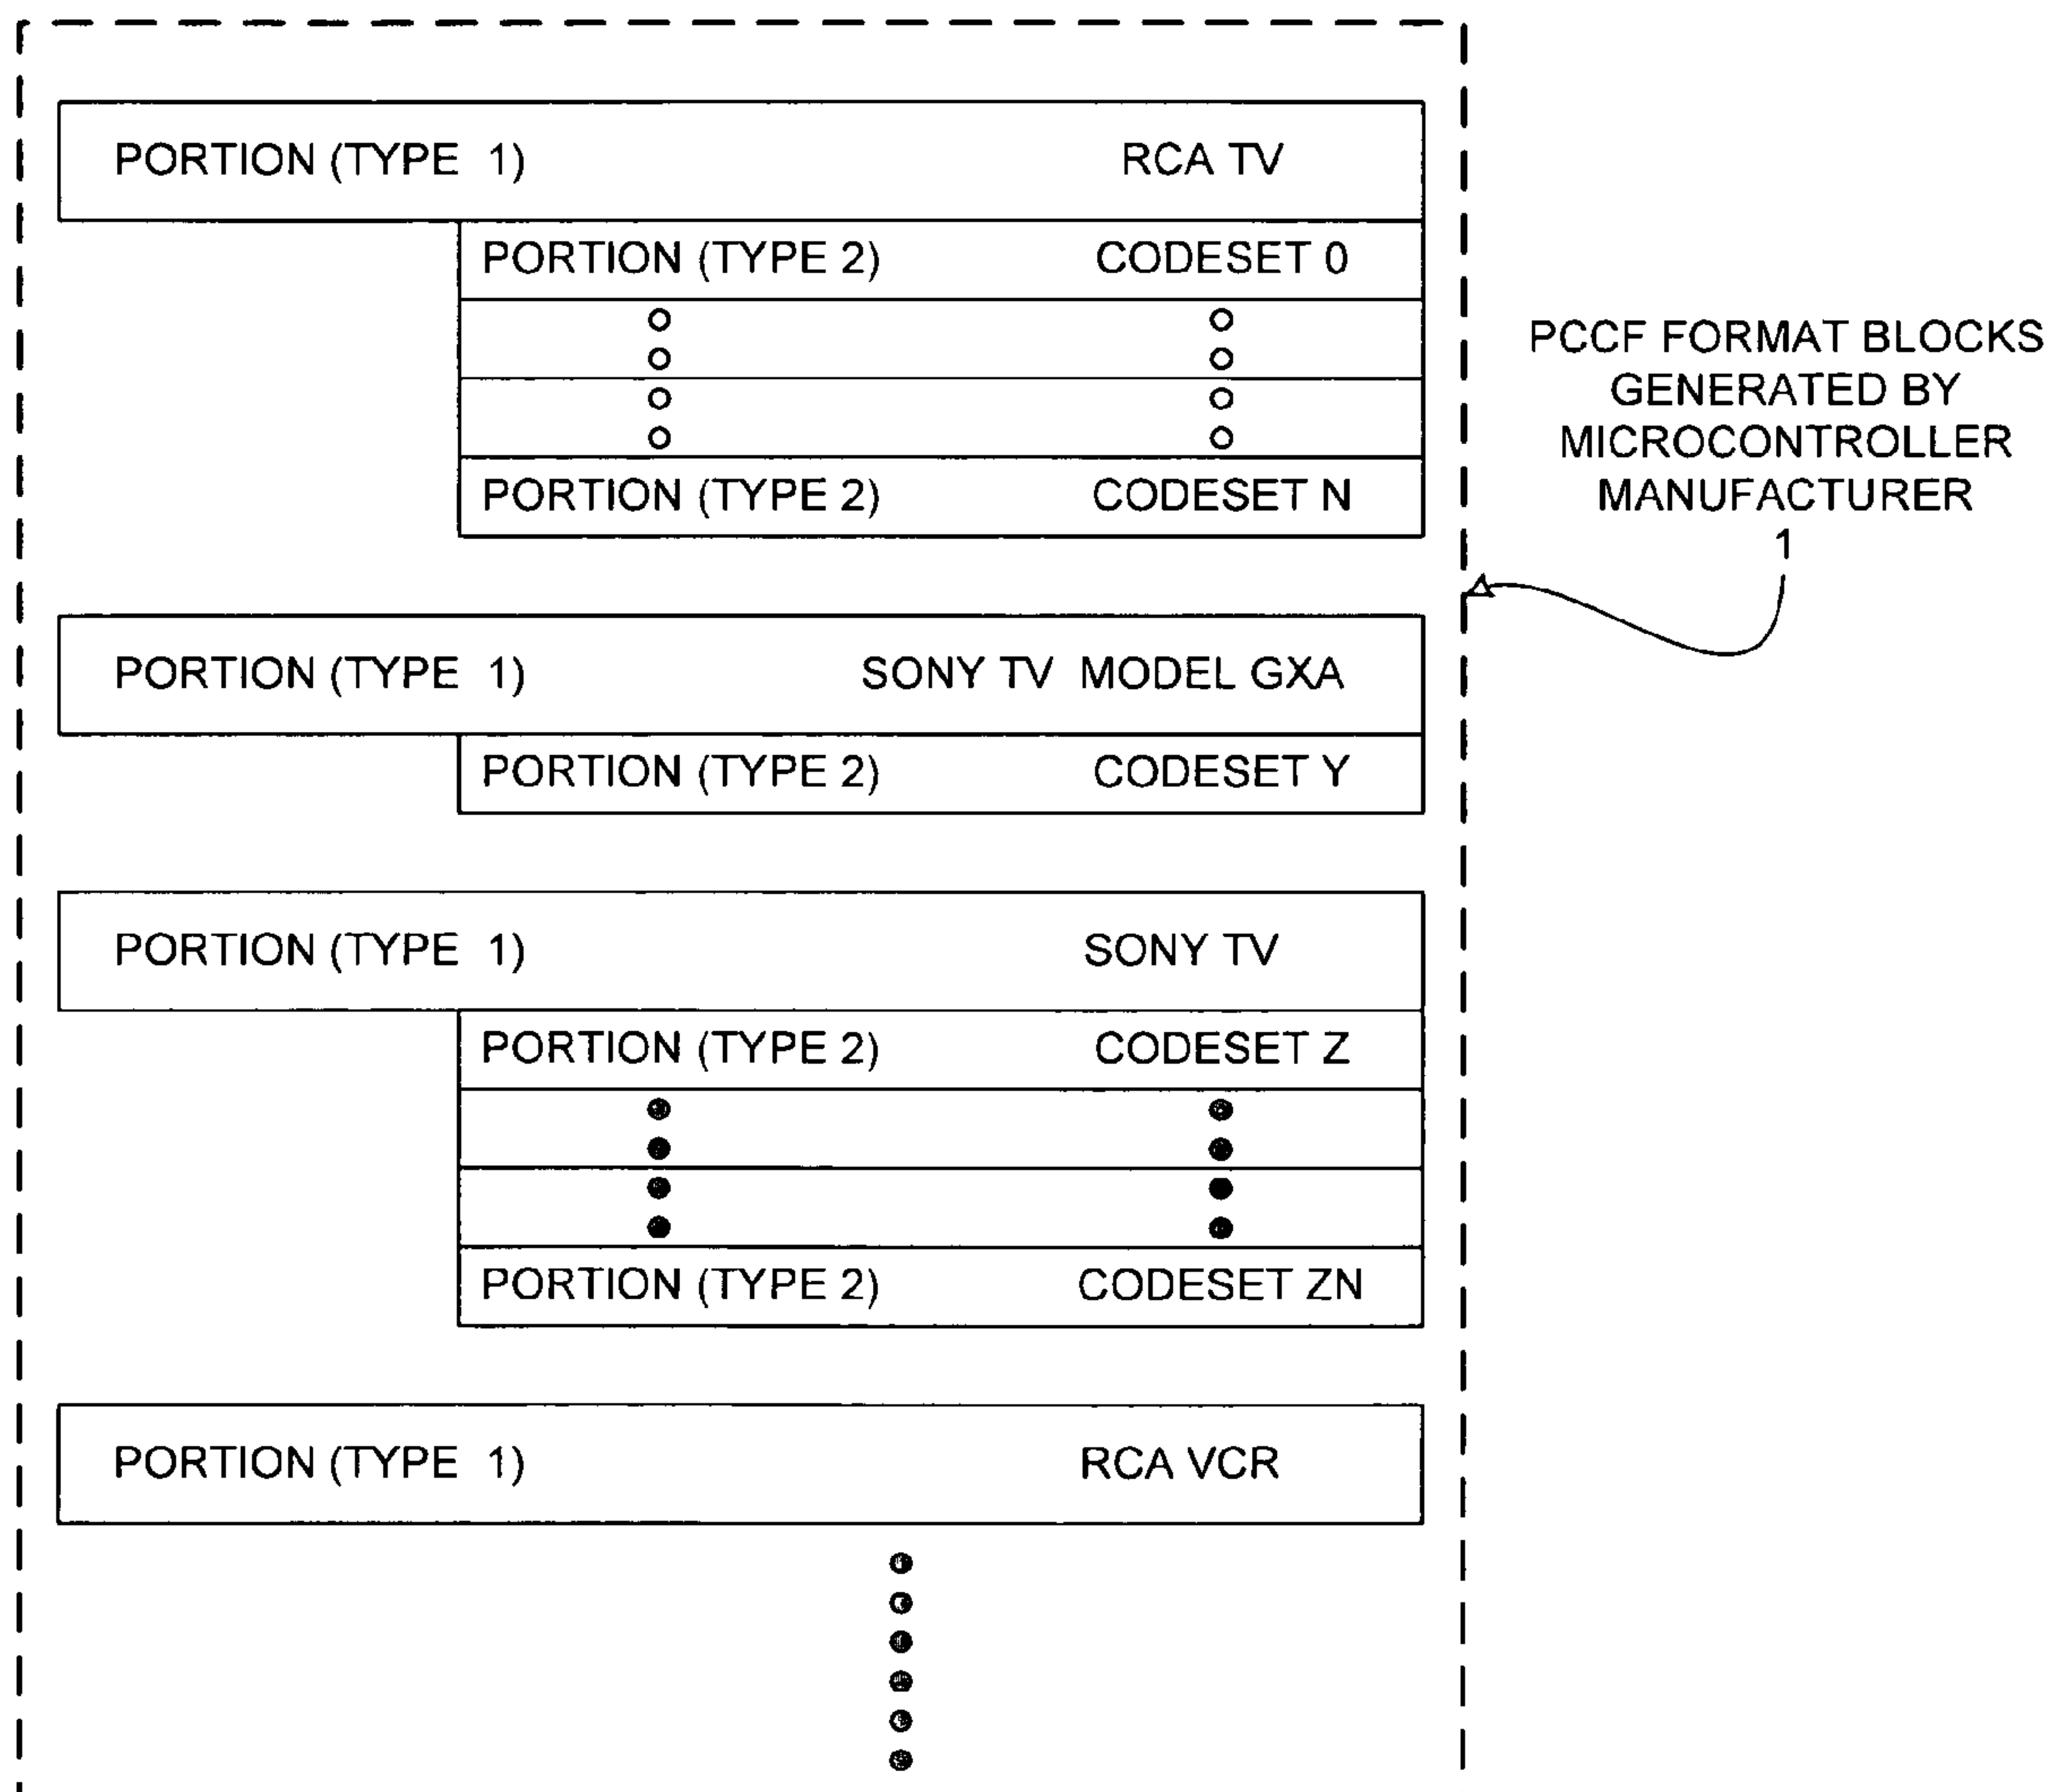 PORTION (TYPE 1) RCA TV
PORTION (TYPE 2) CODESET 0
PORTION (TYPE 2) CODESET N
PCCF FORMAT BLOCKS
GENERATED BY
MICROCONTROLLER
MANUFACTURER
1
PORTION (TYPE 1) SONY TV MODEL GXA
PORTION (TYPE 2) CODESET Y
PORTION (TYPE 1) SONY TV
PORTION (TYPE 2) CODESET Z
PORTION (TYPE 2) CODESET ZN
PORTION (TYPE 1) RCA VCR